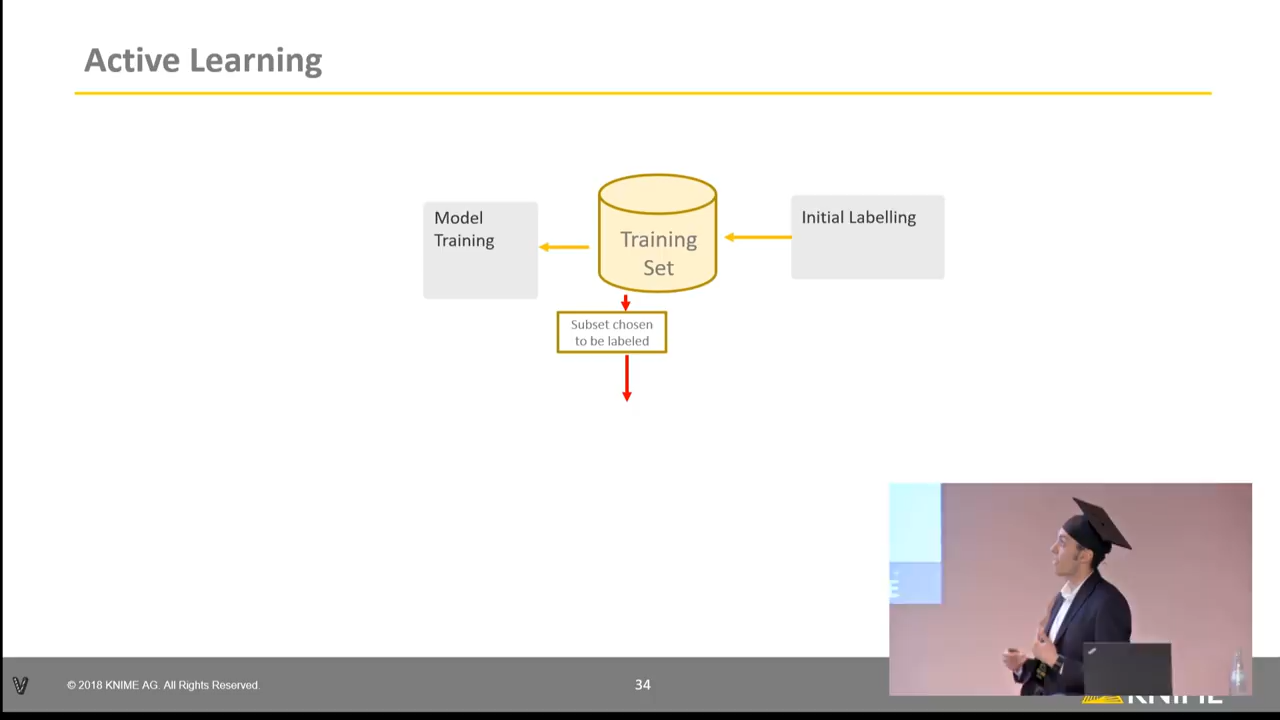 Active Learning
Model
Training
Training
Set
Initial Labelling
Subset chosen
to be labeled
© 2018 KNIME AG. All Rights Reserved.
34
KNIME